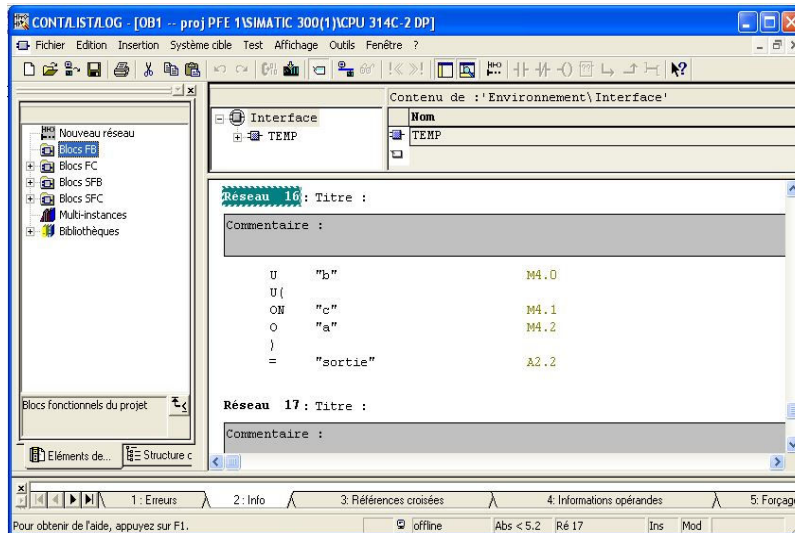 CONT/LIST/LOG - [OB1 -- proj PFE 1\SIMATIC 300(1)\CPU 314C-2 DP]
Fichier Edition Insertion Système cible Test Affichage Outils Fenêtre ?
Contenu de :'Environnement\Interface'
Interface
Nom
TEMP
TEMP
Nouveau réseau
Blocs FB
Blocs FC
Blocs SFB
Blocs SFC
Multi-instances
Bibliothèques
Réseau 16: Titre :
Commentaire :
U "b" M4.0
U(
ON "c" M4.1
O "a" M4.2
)
= "sortie" A2.2
Blocs fonctionnels du projet
Réseau 17: Titre :
Commentaire :
Eléments de... Structure c
1 : Erreurs 2 : Info 3: Références croisées 4: Informations opérandes 5: Forçag
Pour obtenir de l'aide, appuyez sur F1. offline Abs < 5.2 Ré 17 Ins Mod